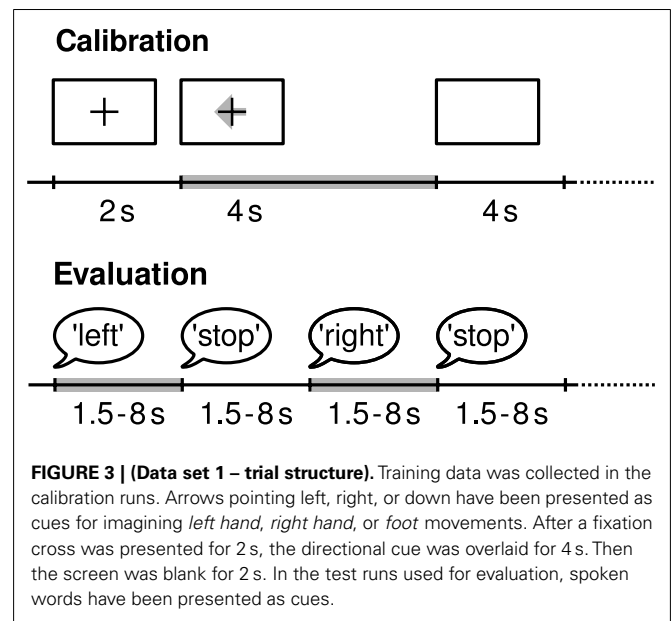 Calibration
2 s 4 s 4 s
Evaluation
'left' 'stop' 'right' 'stop'
1.5-8 s 1.5-8 s 1.5-8 s 1.5-8 s
FIGURE 3 | (Data set 1 – trial structure). Training data was collected in the
calibration runs. Arrows pointing left, right, or down have been presented as
cues for imagining left hand, right hand, or foot movements. After a fixation
cross was presented for 2 s, the directional cue was overlaid for 4 s. Then
the screen was blank for 2 s. In the test runs used for evaluation, spoken
words have been presented as cues.